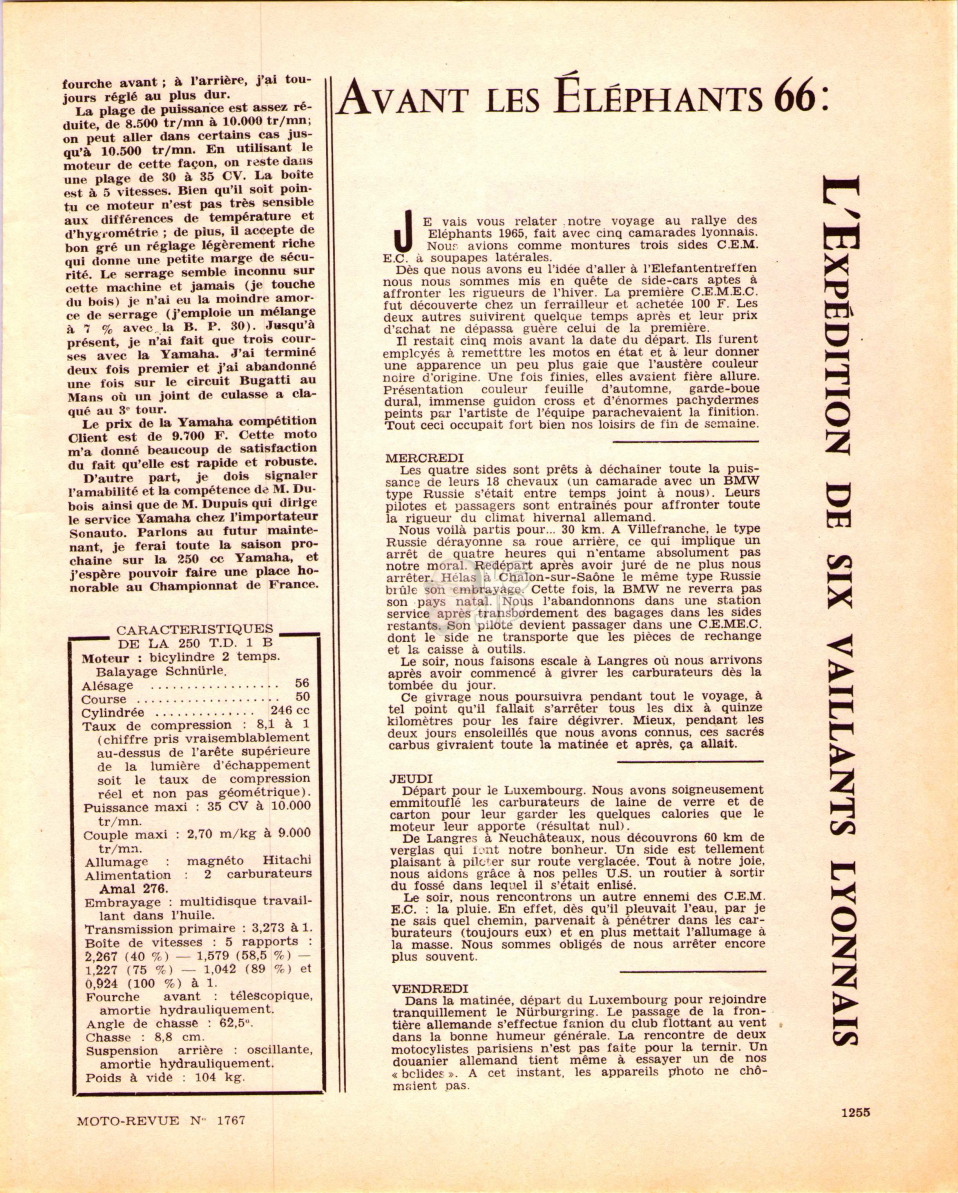 fourche avant ; à l'arrière, j'ai tou-
jours réglé au plus dur.
La plage de puissance est assez ré-
duite, de 8.500 tr/mn à 10.000 tr/mn;
on peut aller dans certains cas jus-
qu'à 10.500 tr/mn. En utilisant le
moteur de cette façon, on reste dans
une plage de 30 à 35 CV. La boîte
est à 5 vitesses. Bien qu'il soit poin-
tu ce moteur n'est pas très sensible
aux différences de température et
d'hygrométrie ; de plus, il accepte de
bon gré un réglage légèrement riche
qui donne une petite marge de sécu-
rité. Le serrage semble inconnu sur
cette machine et jamais (je touche
du bois) je n'ai eu la moindre amor-
ce de serrage (j'emploie un mélange
à 7 % avec la B. P. 30). Jusqu'à
présent, je n'ai fait que trois cour-
ses avec la Yamaha. J'ai terminé
deux fois premier et j'ai abandonné
une fois sur le circuit Bugatti au
Mans où un joint de culasse a cla-
qué au 3e tour.
Le prix de la Yamaha compétition
Client est de 9.700 F. Cette moto
m'a donné beaucoup de satisfaction
du fait qu'elle est rapide et robuste.
D'autre part, je dois signaler
l'amabilité et la compétence de M. Du-
bois ainsi que de M. Dupuis qui dirige
le service Yamaha chez l'importateur
Sonauto. Parlons au futur mainte-
nant, je ferai toute la saison pro-
chaine sur la 250 cc Yamaha, et
j'espère pouvoir faire une place ho-
norable au Championnat de France.
CARACTERISTIQUES
DE LA 250 T.D. 1 B
Moteur : bicylindre 2 temps.
Balayage Schnürle.
Alésage .................. 56
Course .................... 50
Cylindrée .............. 246 cc
Taux de compression : 8,1 à 1
(chiffre pris vraisemblablement
au-dessus de l'arête supérieure
de la lumière d'échappement
soit le taux de compression
réel et non pas géométrique).
Puissance maxi : 35 CV à 10.000
tr/mn.
Couple maxi : 2,70 m/kg à 9.000
tr/mn.
Allumage : magnéto Hitachi
Alimentation : 2 carburateurs
Amal 276.
Embrayage : multidisque travail-
lant dans l'huile.
Transmission primaire : 3,273 à 1.
Boîte de vitesses : 5 rapports :
2,267 (40 %) — 1,579 (58,5 %) —
1,227 (75 %) — 1,042 (89 %) et
0,924 (100 %) à 1.
Fourche avant : télescopique,
amortie hydrauliquement.
Angle de chasse : 62,5°.
Chasse : 8,8 cm.
Suspension arrière : oscillante,
amortie hydrauliquement.
Poids à vide : 104 kg.
AVANT LES ÉLÉPHANTS 66 :
L'EXPÉDITION DE SIX VAILLANTS LYONNAIS
JE vais vous relater notre voyage au rallye des
Eléphants 1965, fait avec cinq camarades lyonnais.
Nous avions comme montures trois sides C.E.M.
E.C. à soupapes latérales.
Dès que nous avons eu l'idée d'aller à l'Elefantentreffen
nous nous sommes mis en quête de side-cars aptes à
affronter les rigueurs de l'hiver. La première C.E.M.E.C.
fut découverte chez un ferrailleur et achetée 100 F. Les
deux autres suivirent quelque temps après et leur prix
d'achat ne dépassa guère celui de la première.
Il restait cinq mois avant la date du départ. Ils furent
employés à remetttre les motos en état et à leur donner
une apparence un peu plus gaie que l'austère couleur
noire d'origine. Une fois finies, elles avaient fière allure.
Présentation couleur feuille d'automne, garde-boue
dural, immense guidon cross et d'énormes pachydermes
peints par l'artiste de l'équipe parachevaient la finition.
Tout ceci occupait fort bien nos loisirs de fin de semaine.
MERCREDI
Les quatre sides sont prêts à déchaîner toute la puis-
sance de leurs 18 chevaux (un camarade avec un BMW
type Russie s'était entre temps joint à nous). Leurs
pilotes et passagers sont entraînés pour affronter toute
la rigueur du climat hivernal allemand.
Nous voilà partis pour... 30 km. A Villefranche, le type
Russie dérayonne sa roue arrière, ce qui implique un
arrêt de quatre heures qui n'entame absolument pas
notre moral. Redépart après avoir juré de ne plus nous
arrêter. Hélas à Chalon-sur-Saône le même type Russie
brûle son embrayage. Cette fois, la BMW ne reverra pas
son pays natal. Nous l'abandonnons dans une station
service après transbordement des bagages dans les sides
restants. Son pilote devient passager dans une C.E.ME.C.
dont le side ne transporte que les pièces de rechange
et la caisse à outils.
Le soir, nous faisons escale à Langres où nous arrivons
après avoir commencé à givrer les carburateurs dès la
tombée du jour.
Ce givrage nous poursuivra pendant tout le voyage, à
tel point qu'il fallait s'arrêter tous les dix à quinze
kilomètres pour les faire dégivrer. Mieux, pendant les
deux jours ensoleillés que nous avons connus, ces sacrés
carbus givraient toute la matinée et après, ça allait.
JEUDI
Départ pour le Luxembourg. Nous avons soigneusement
emmitouflé les carburateurs de laine de verre et de
carton pour leur garder les quelques calories que le
moteur leur apporte (résultat nul).
De Langres à Neuchâteaux, nous découvrons 60 km de
verglas qui font notre bonheur. Un side est tellement
plaisant à piloter sur route verglacée. Tout à notre joie,
nous aidons grâce à nos pelles U.S. un routier à sortir
du fossé dans lequel il s'était enlisé.
Le soir, nous rencontrons un autre ennemi des C.E.M.
E.C. : la pluie. En effet, dès qu'il pleuvait l'eau, par je
ne sais quel chemin, parvenait à pénétrer dans les car-
burateurs (toujours eux) et en plus mettait l'allumage à
la masse. Nous sommes obligés de nous arrêter encore
plus souvent.
VENDREDI
Dans la matinée, départ du Luxembourg pour rejoindre
tranquillement le Nürburgring. Le passage de la fron-
tière allemande s'effectue fanion du club flottant au vent
dans la bonne humeur générale. La rencontre de deux
motocylistes parisiens n'est pas faite pour la ternir. Un
douanier allemand tient même à essayer un de nos
« bolides ». A cet instant, les appareils photo ne chô-
maient pas.
MOTO-REVUE N° 1767
1255